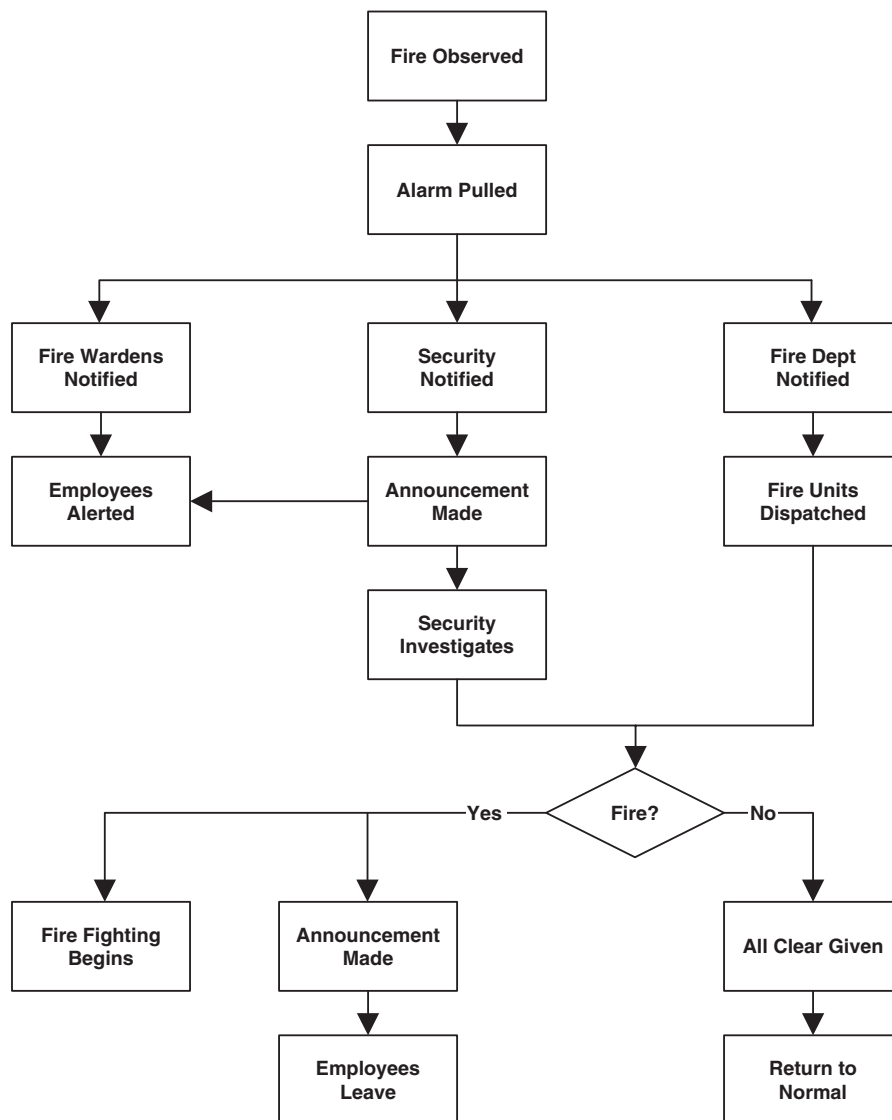 Fire Observed
Alarm Pulled
Fire Wardens
Notified
Security
Notified
Fire Dept
Notified
Employees
Alerted
Announcement
Made
Fire Units
Dispatched
Security
Investigates
Yes
Fire?
No
Fire Fighting
Begins
Announcement
Made
All Clear Given
Employees
Leave
Return to
Normal